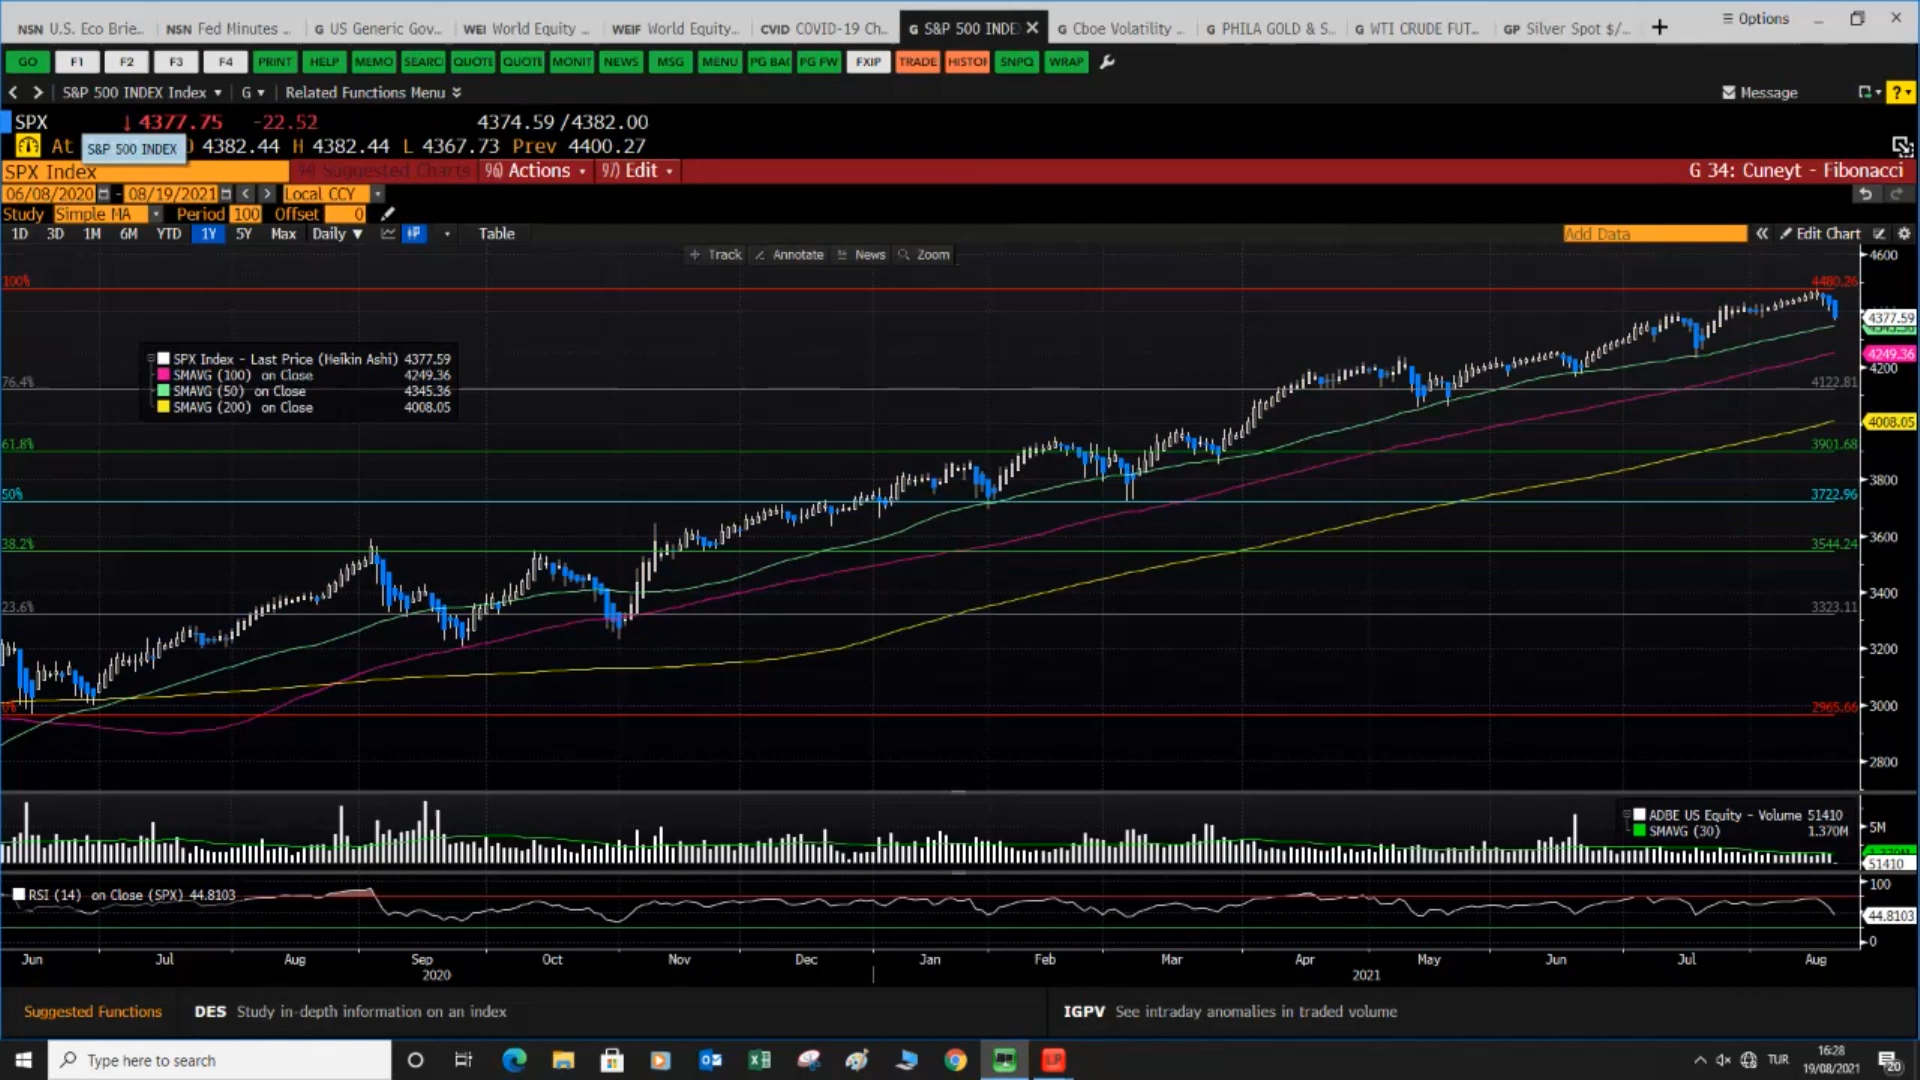 NSN U.S. Eco Brie... NSN Fed Minutes ... G US Generic Gov... WEI World Equity ... WEIF World Equity... CVID COVID-19 Ch... G S&P 500 INDE G Cboe Volatility ... G PHILA GOLD & S... G WTI CRUDE FUT... GP Silver Spot $/... Options
GO F1 F2 F3 F4 PRINT HELP MEMO SEARC QUOTE QUOTE MONIT NEWS MSG MENU PG BAC PG FW FXIP TRADE HISTOR SNPQ WRAP
S&P 500 INDEX Index G Related Functions Menu Message ?
SPX ↓ 4377.75 -22.52 4374.59 /4382.00
At S&P 500 INDEX 4382.44 H 4382.44 L 4367.73 Prev 4400.27
SPX Index Suggested Charts 96) Actions 97) Edit G 34: Cuneyt - Fibonacci
06/08/2020 - 08/19/2021 Local CCY
Study Simple MA Period 100 Offset 0
1D 3D 1M 6M YTD 1Y 5Y Max Daily ▼ Table Add Data « Edit Chart
Track Annotate News Zoom
4600
100% 4480.26
4377.59
SPX Index - Last Price (Heikin Ashi) 4377.59
SMAVG (100) on Close 4249.36
SMAVG (50) on Close 4345.36
SMAVG (200) on Close 4008.05
4249.36
4200
76.4% 4122.81
4008.05
61.8% 3901.68
3800
50% 3722.96
3600
38.2% 3544.24
3400
23.6% 3323.11
3200
0% 2965.66
3000
2800
ADBE US Equity - Volume 51410
SMAVG (30) 1.370M
5M
51410
RSI (14) on Close (SPX) 44.8103
100
44.8103
0
Jun Jul Aug Sep Oct Nov Dec Jan Feb Mar Apr May Jun Jul Aug
2020 2021
Suggested Functions DES Study in-depth information on an index IGPV See intraday anomalies in traded volume
Type here to search
TUR
16:28
19/08/2021
20